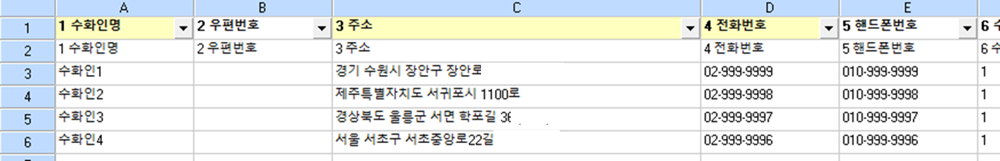 A B C D E
1 1 수화인명 2 우편번호 3 주소 4 전화번호 5 핸드폰번호 6
2 1 수화인명 2 우편번호 3 주소 4 전화번호 5 핸드폰번호 6
3 수화인1 경기 수원시 장안구 장안로 02-999-9999 010-999-9999 1
4 수화인2 제주특별자치도 서귀포시 1100로 02-999-9998 010-999-9998 1
5 수화인3 경상북도 울릉군 서면 학포길 02-999-9997 010-999-9997 1
6 수화인4 서울 서초구 서초중앙로22길 02-999-9996 010-999-9996 1